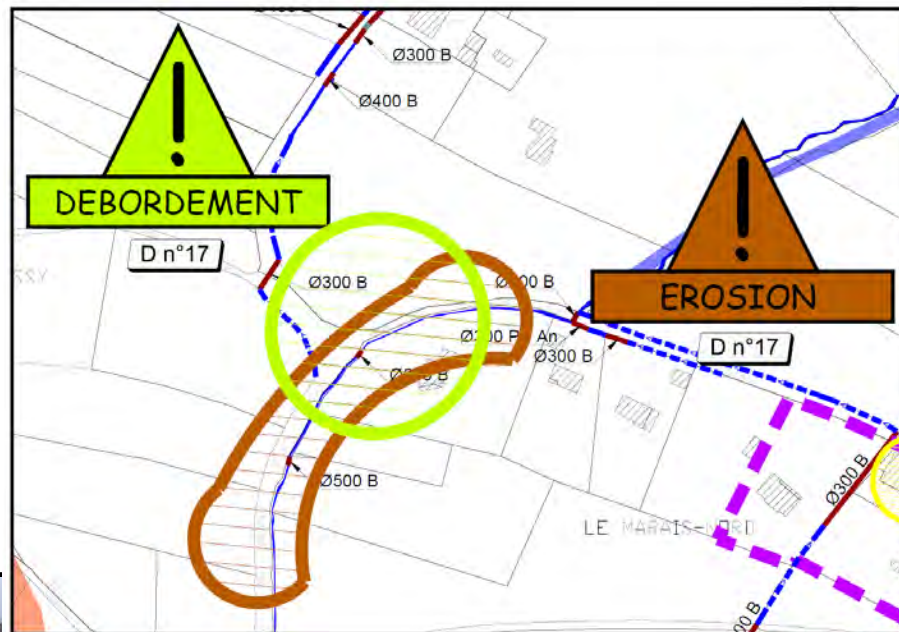 Ø300 B
Ø400 B
DEBORDEMENT
D n°17
Ø300 B
EROSION
D n°17
An
Ø300 B
Ø500 B
LE MARAIS-NORD
Ø300 B